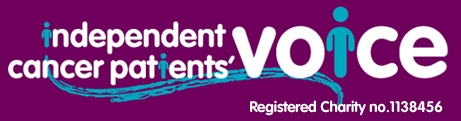 independent
cancer patients' voice
Registered Charity no.1138456